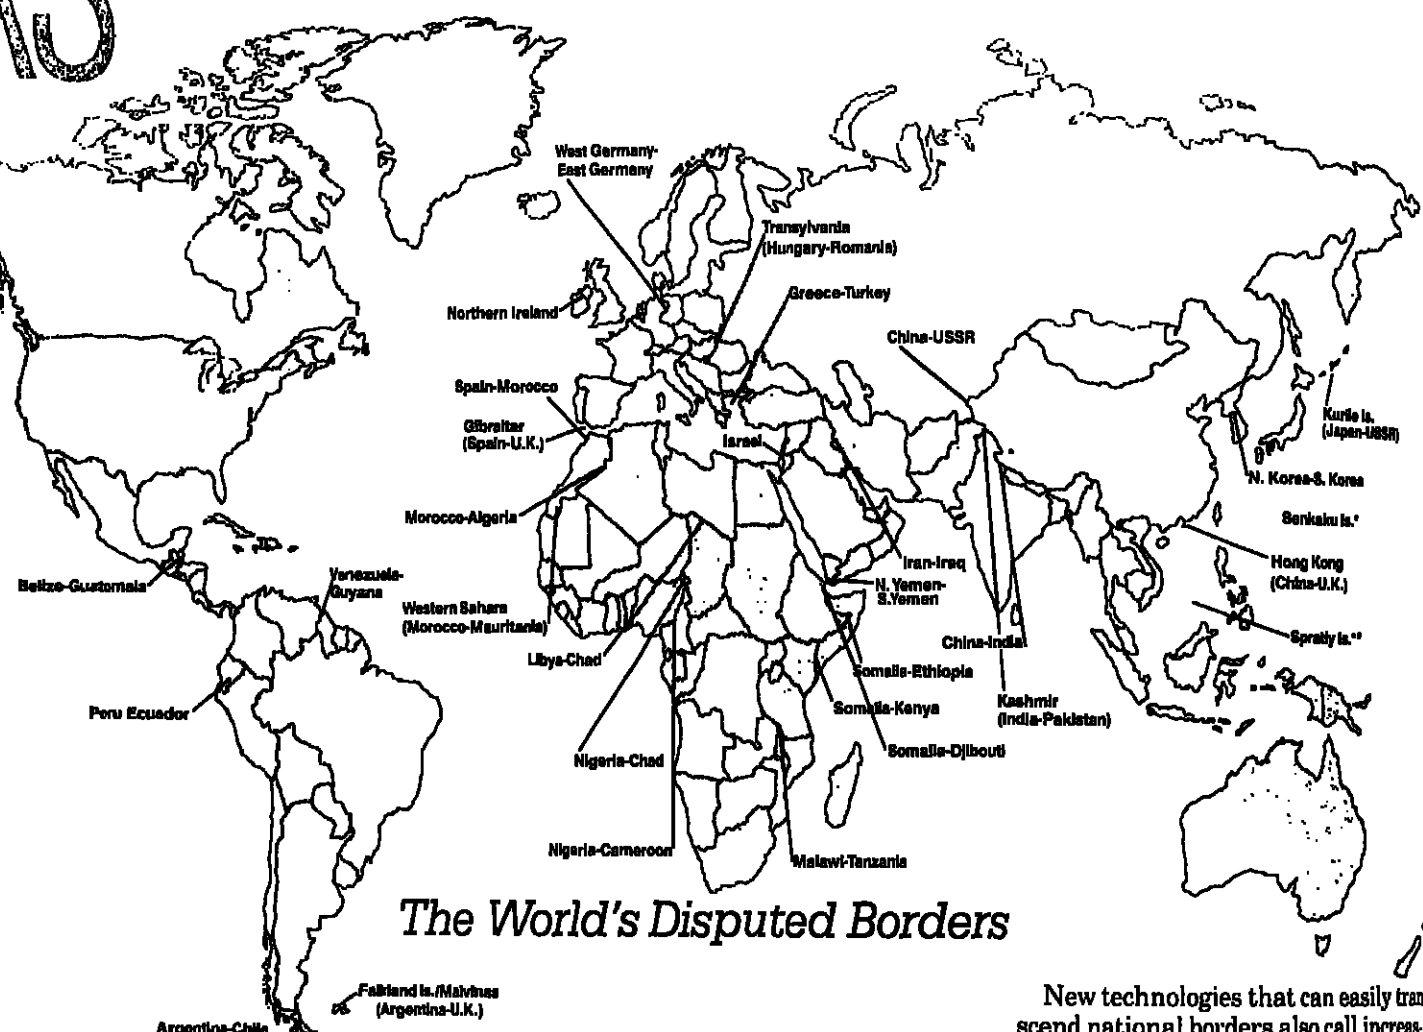 West Germany-
East Germany
Transylvania
(Hungary-Romania)
Greece-Turkey
Northern Ireland
China-USSR
Spain-Morocco
Gibraltar
(Spain-U.K.)
Israel
Kurile Is.
(Japan-USSR)
N. Korea-S. Korea
Morocco-Algeria
Senkaku Is.*
Iran-Iraq
Hong Kong
(China-U.K.)
Belize-Guatemala
Venezuela-
Guyana
N. Yemen-
S. Yemen
Western Sahara
(Morocco-Mauritania)
China-India
Spratly Is.**
Libya-Chad
Somalia-Ethiopia
Peru Ecuador
Somalia-Kenya
Kashmir
(India-Pakistan)
Somalia-Djibouti
Nigeria-Chad
Nigeria-Cameroon
Malawi-Tanzania
The World's Disputed Borders
Falkland Is./Malvinas
(Argentina-U.K.)
Argentina-Chile
New technologies that can easily tran
scend national borders also call increas